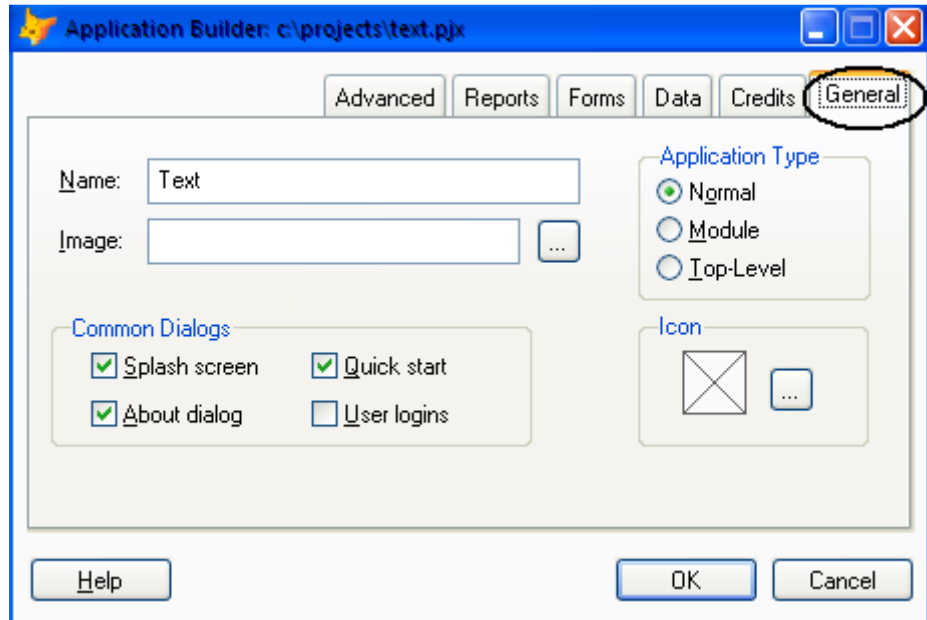 Application Builder: c:\projects\text.pjx
Advanced Reports Forms Data Credits General
Name: Text
Image: ...
Application Type
Normal
Module
Top-Level
Common Dialogs
Splash screen Quick start
About dialog User logins
Icon
...
Help OK Cancel